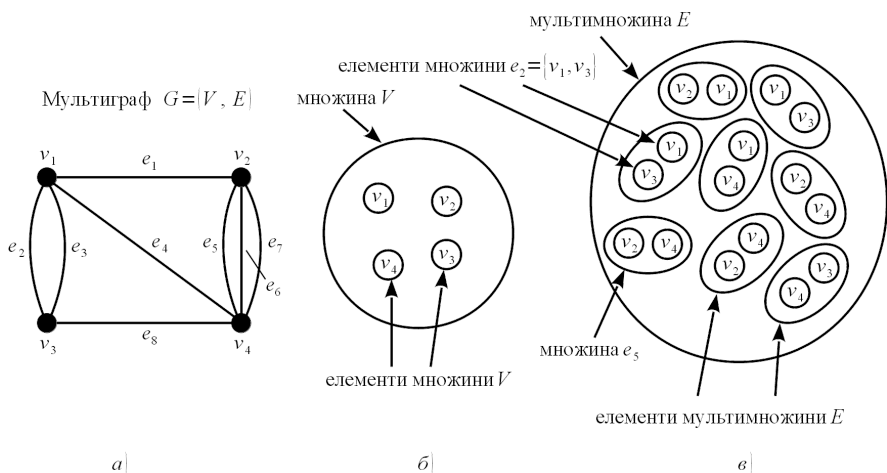 Мультиграф G=(V, E)
v₁
v₂
e₁
e₂
e₃
e₄
e₅
e₇
e₆
v₃
e₈
v₄
а)
множина V
v₁
v₂
v₄
v₃
елементи множини V
б)
мультимножина E
елементи множини e₂={v₁,v₃}
v₂ v₁
v₁
v₃
v₁
v₃
v₁
v₄
v₂
v₄
v₂ v₄
v₄
v₂
v₃
v₄
множина e₅
елементи мультимножини E
в)